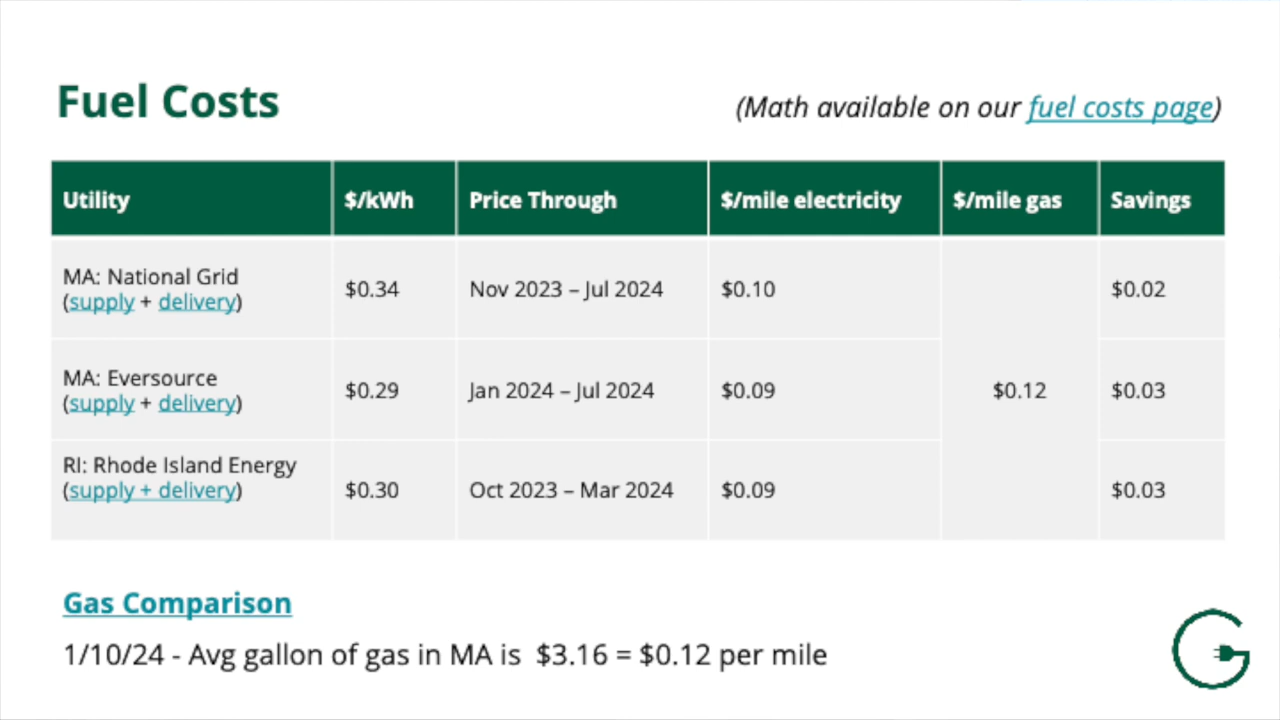 Fuel Costs
(Math available on our fuel costs page)
Utility $/kWh Price Through $/mile electricity $/mile gas Savings
MA: National Grid
(supply + delivery) $0.34 Nov 2023 – Jul 2024 $0.10 $0.02
MA: Eversource
(supply + delivery) $0.29 Jan 2024 – Jul 2024 $0.09 $0.12 $0.03
RI: Rhode Island Energy
(supply + delivery) $0.30 Oct 2023 – Mar 2024 $0.09 $0.03
Gas Comparison
1/10/24 - Avg gallon of gas in MA is $3.16 = $0.12 per mile